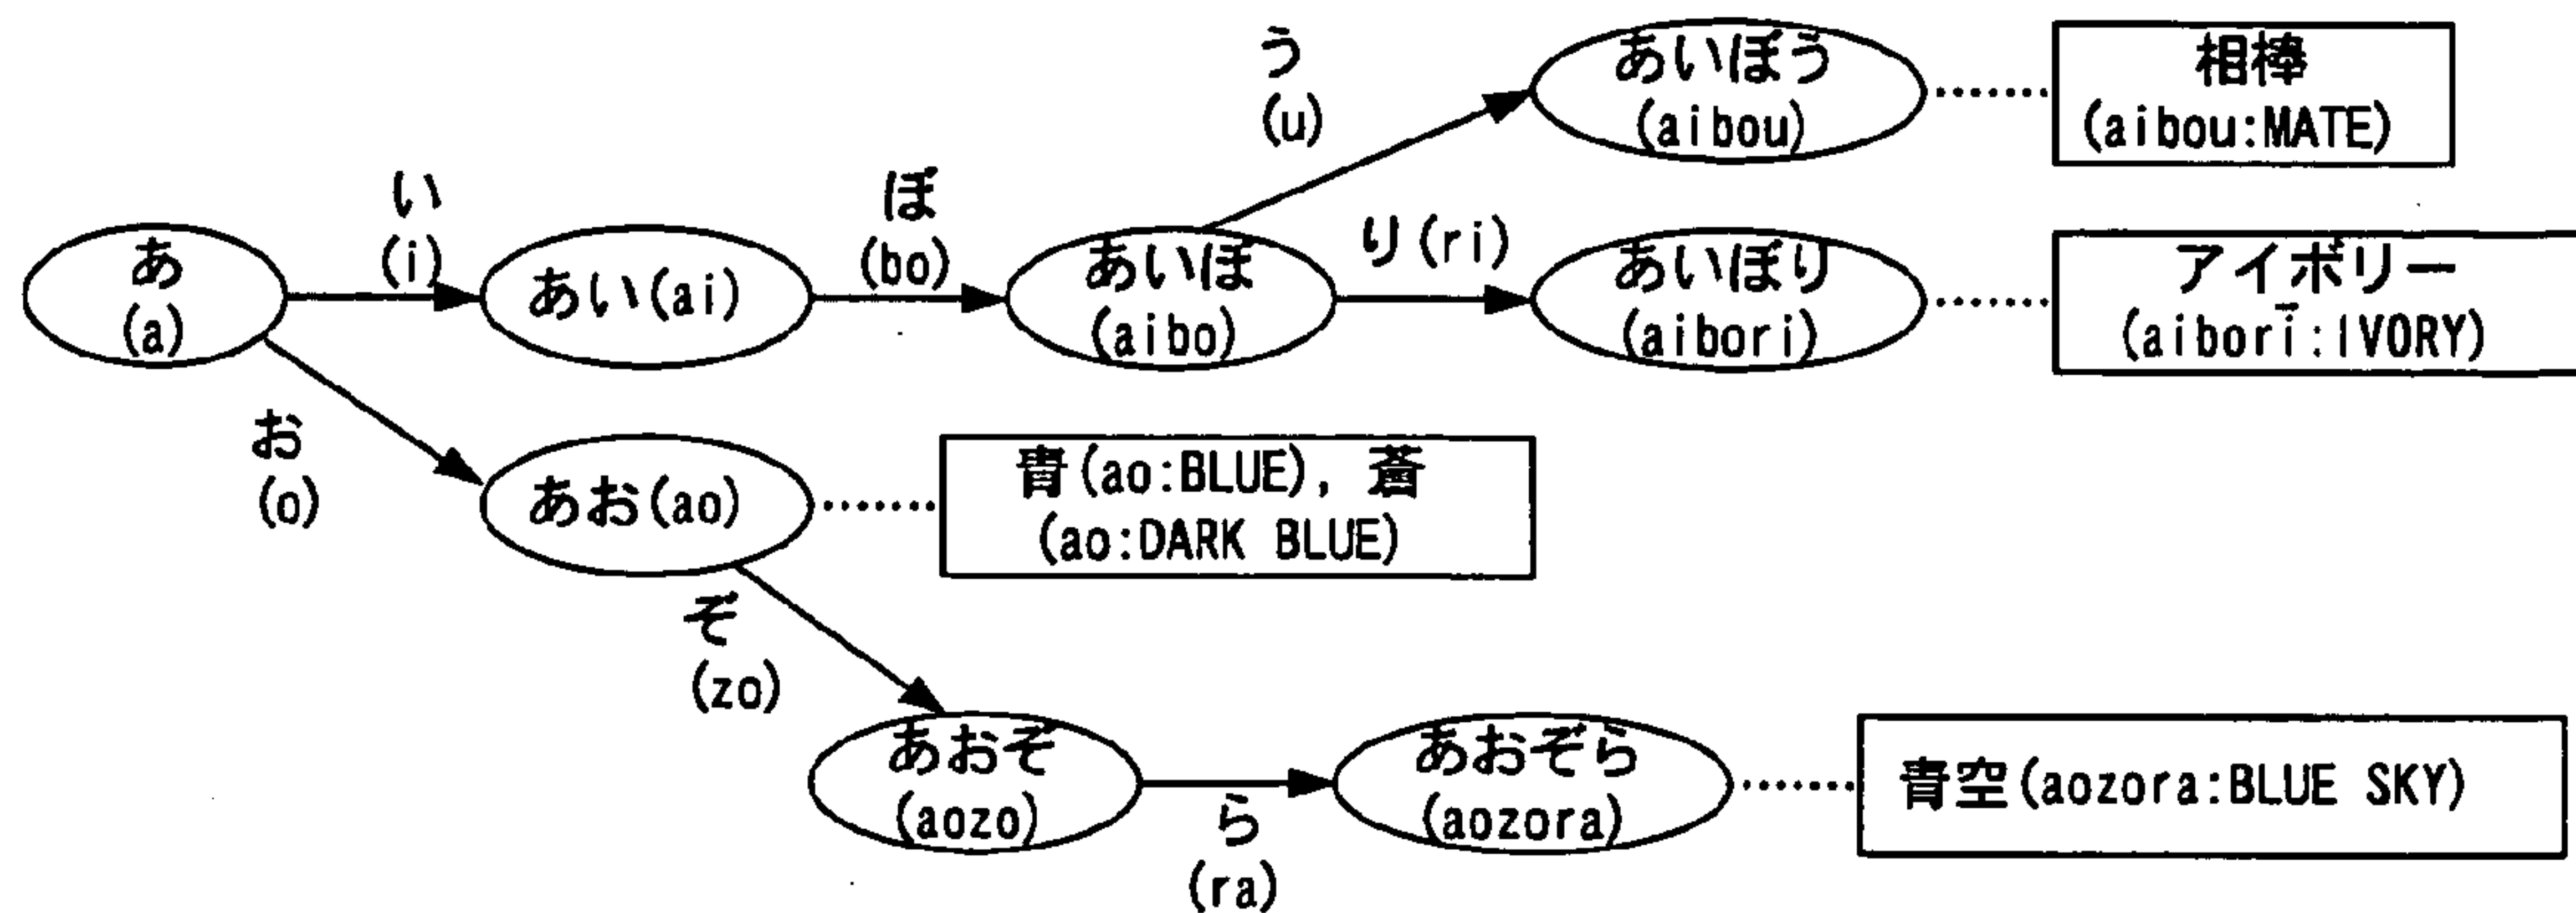 う
(u)
あいぼう
(aibou)
相棒
(aibou:MATE)
あ
(a)
い
(i)
あい(ai)
ぼ
(bo)
あいぼ
(aibo)
り(ri)
あいぼり
(aibori)
アイボリー
(aiborī:IVORY)
お
(o)
あお(ao)
青(ao:BLUE), 蒼
(ao:DARK BLUE)
ぞ
(zo)
あおぞ
(aozo)
ら
(ra)
あおぞら
(aozora)
青空(aozora:BLUE SKY)